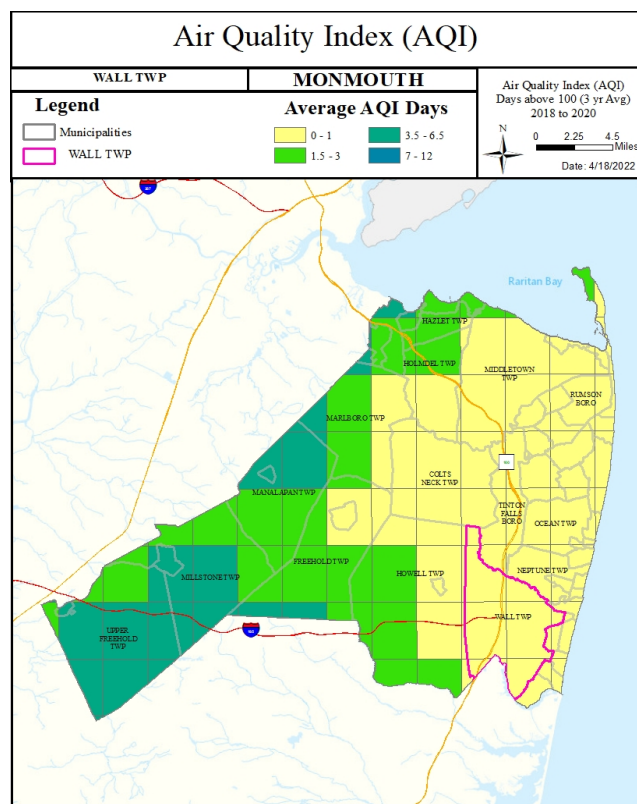 Air Quality Index (AQI)
WALL TWP
MONMOUTH
Legend
Municipalities
WALL TWP
Average AQI Days
0 - 1
3.5 - 6.5
1.5 - 3
7 - 12
Air Quality Index (AQI)
Days above 100 (3 yr Avg)
2018 to 2020
N
0 2.25 4.5
Miles
Date: 4/18/2022
Raritan Bay
HAZLET TWP
HOLMDEL TWP
MIDDLETOWN
TWP
RUMSON
BORO
MARLBORO TWP
COLTS
NECK TWP
MANALAPAN TWP
TINTON
FALLS
BORO
OCEAN TWP
FREEHOLD TWP
MILLSTONE TWP
HOWELL TWP
NEPTUNE TWP
WALL TWP
UPPER
FREEHOLD
TWP